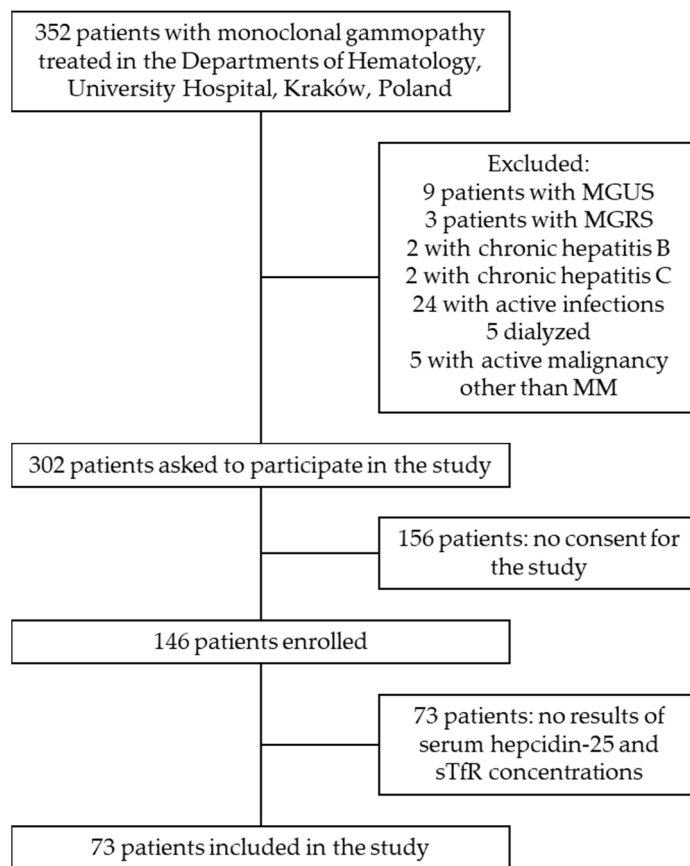 352 patients with monoclonal gammopathy
treated in the Departments of Hematology,
University Hospital, Kraków, Poland
Excluded:
9 patients with MGUS
3 patients with MGRS
2 with chronic hepatitis B
2 with chronic hepatitis C
24 with active infections
5 dialyzed
5 with active malignancy
other than MM
302 patients asked to participate in the study
156 patients: no consent for
the study
146 patients enrolled
73 patients: no results of
serum hepcidin-25 and
sTfR concentrations
73 patients included in the study